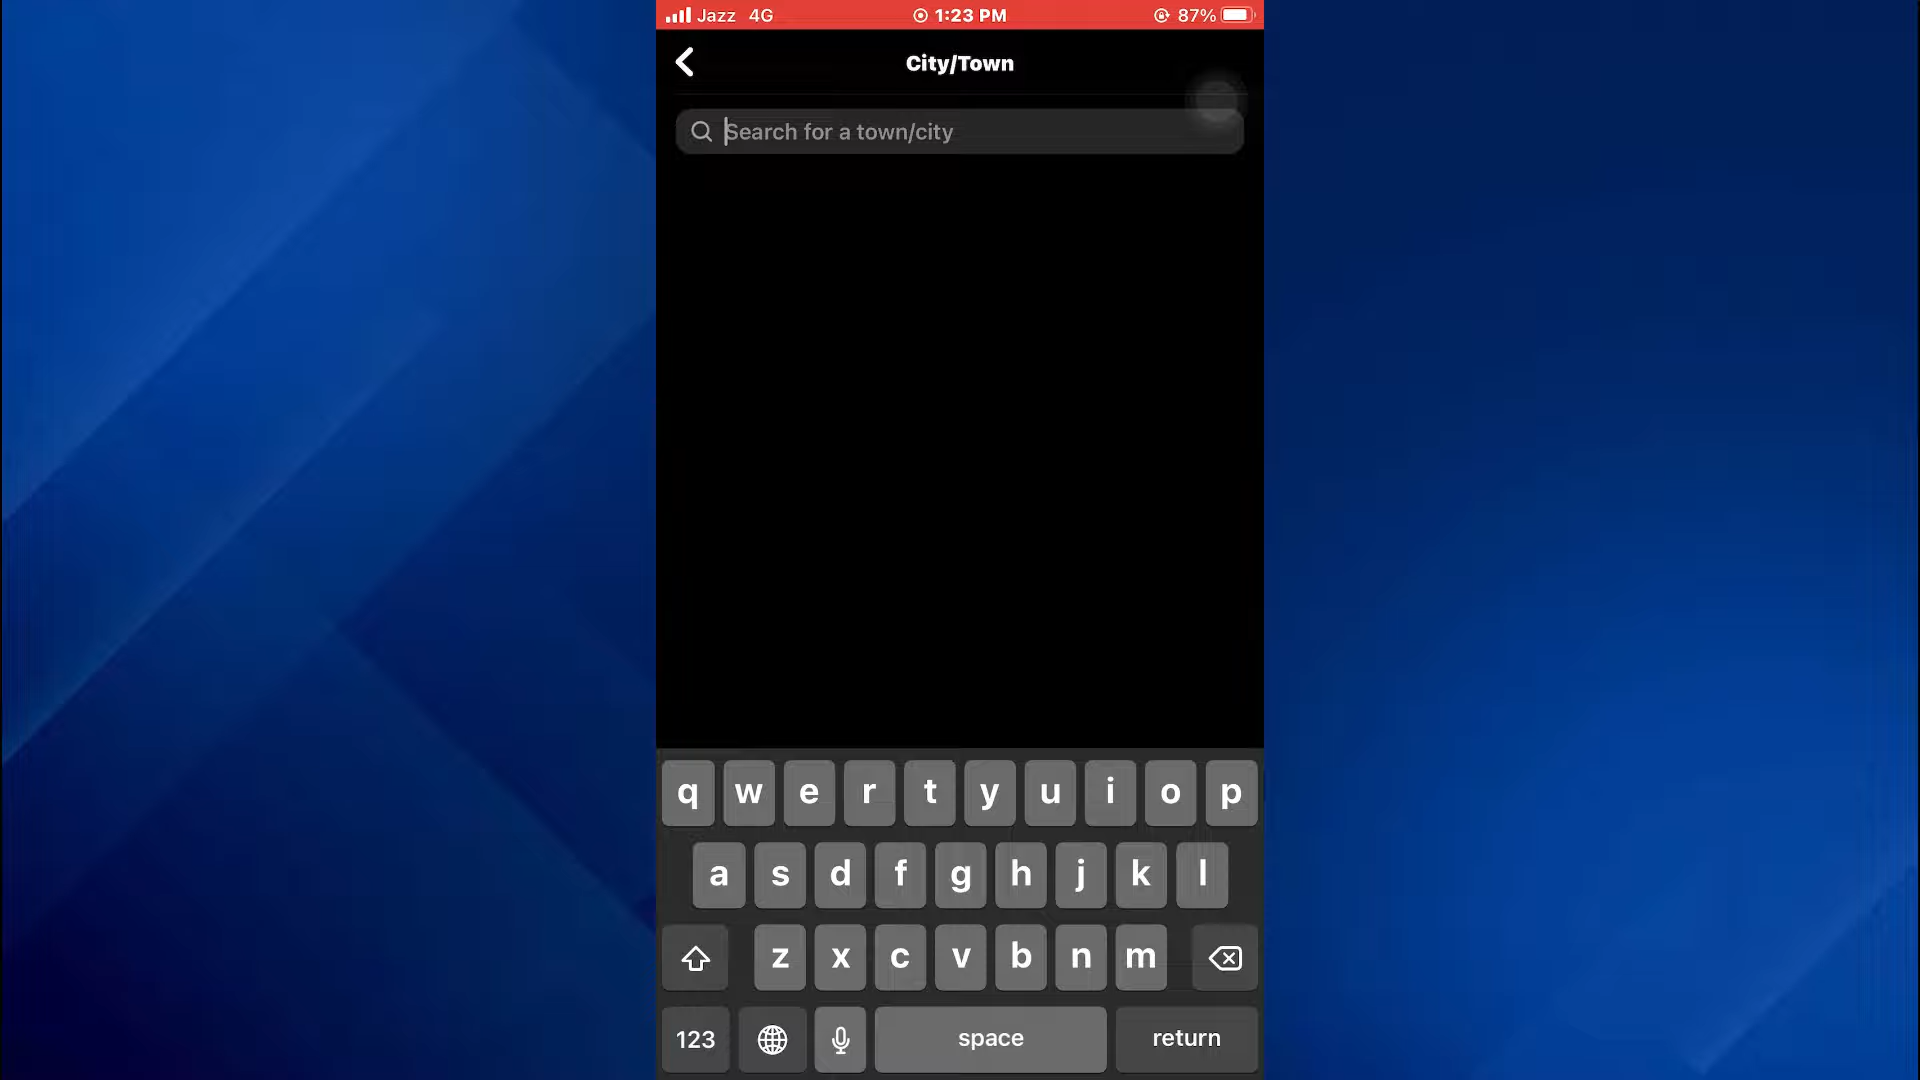 Jazz 4G 1:23 PM 87%
City/Town
Search for a town/city
q w e r t y u i o p
a s d f g h j k l
z x c v b n m
123 space return